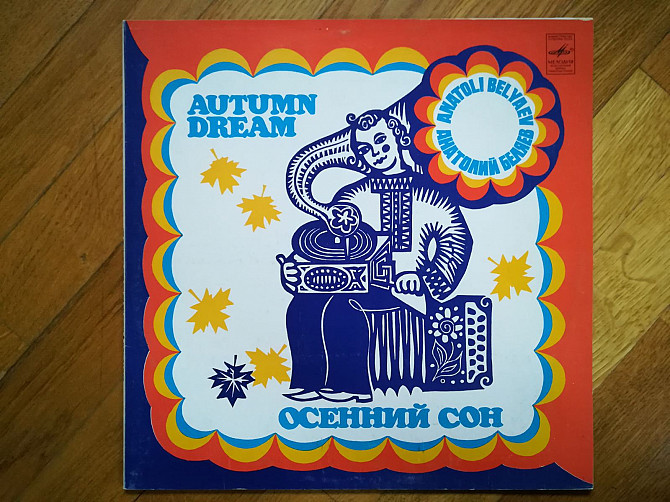 AUTUMN
DREAM
ANATOLI BELYAEV
АНАТОЛИЙ БЕЛЯЕВ
ОСЕННИЙ СОН